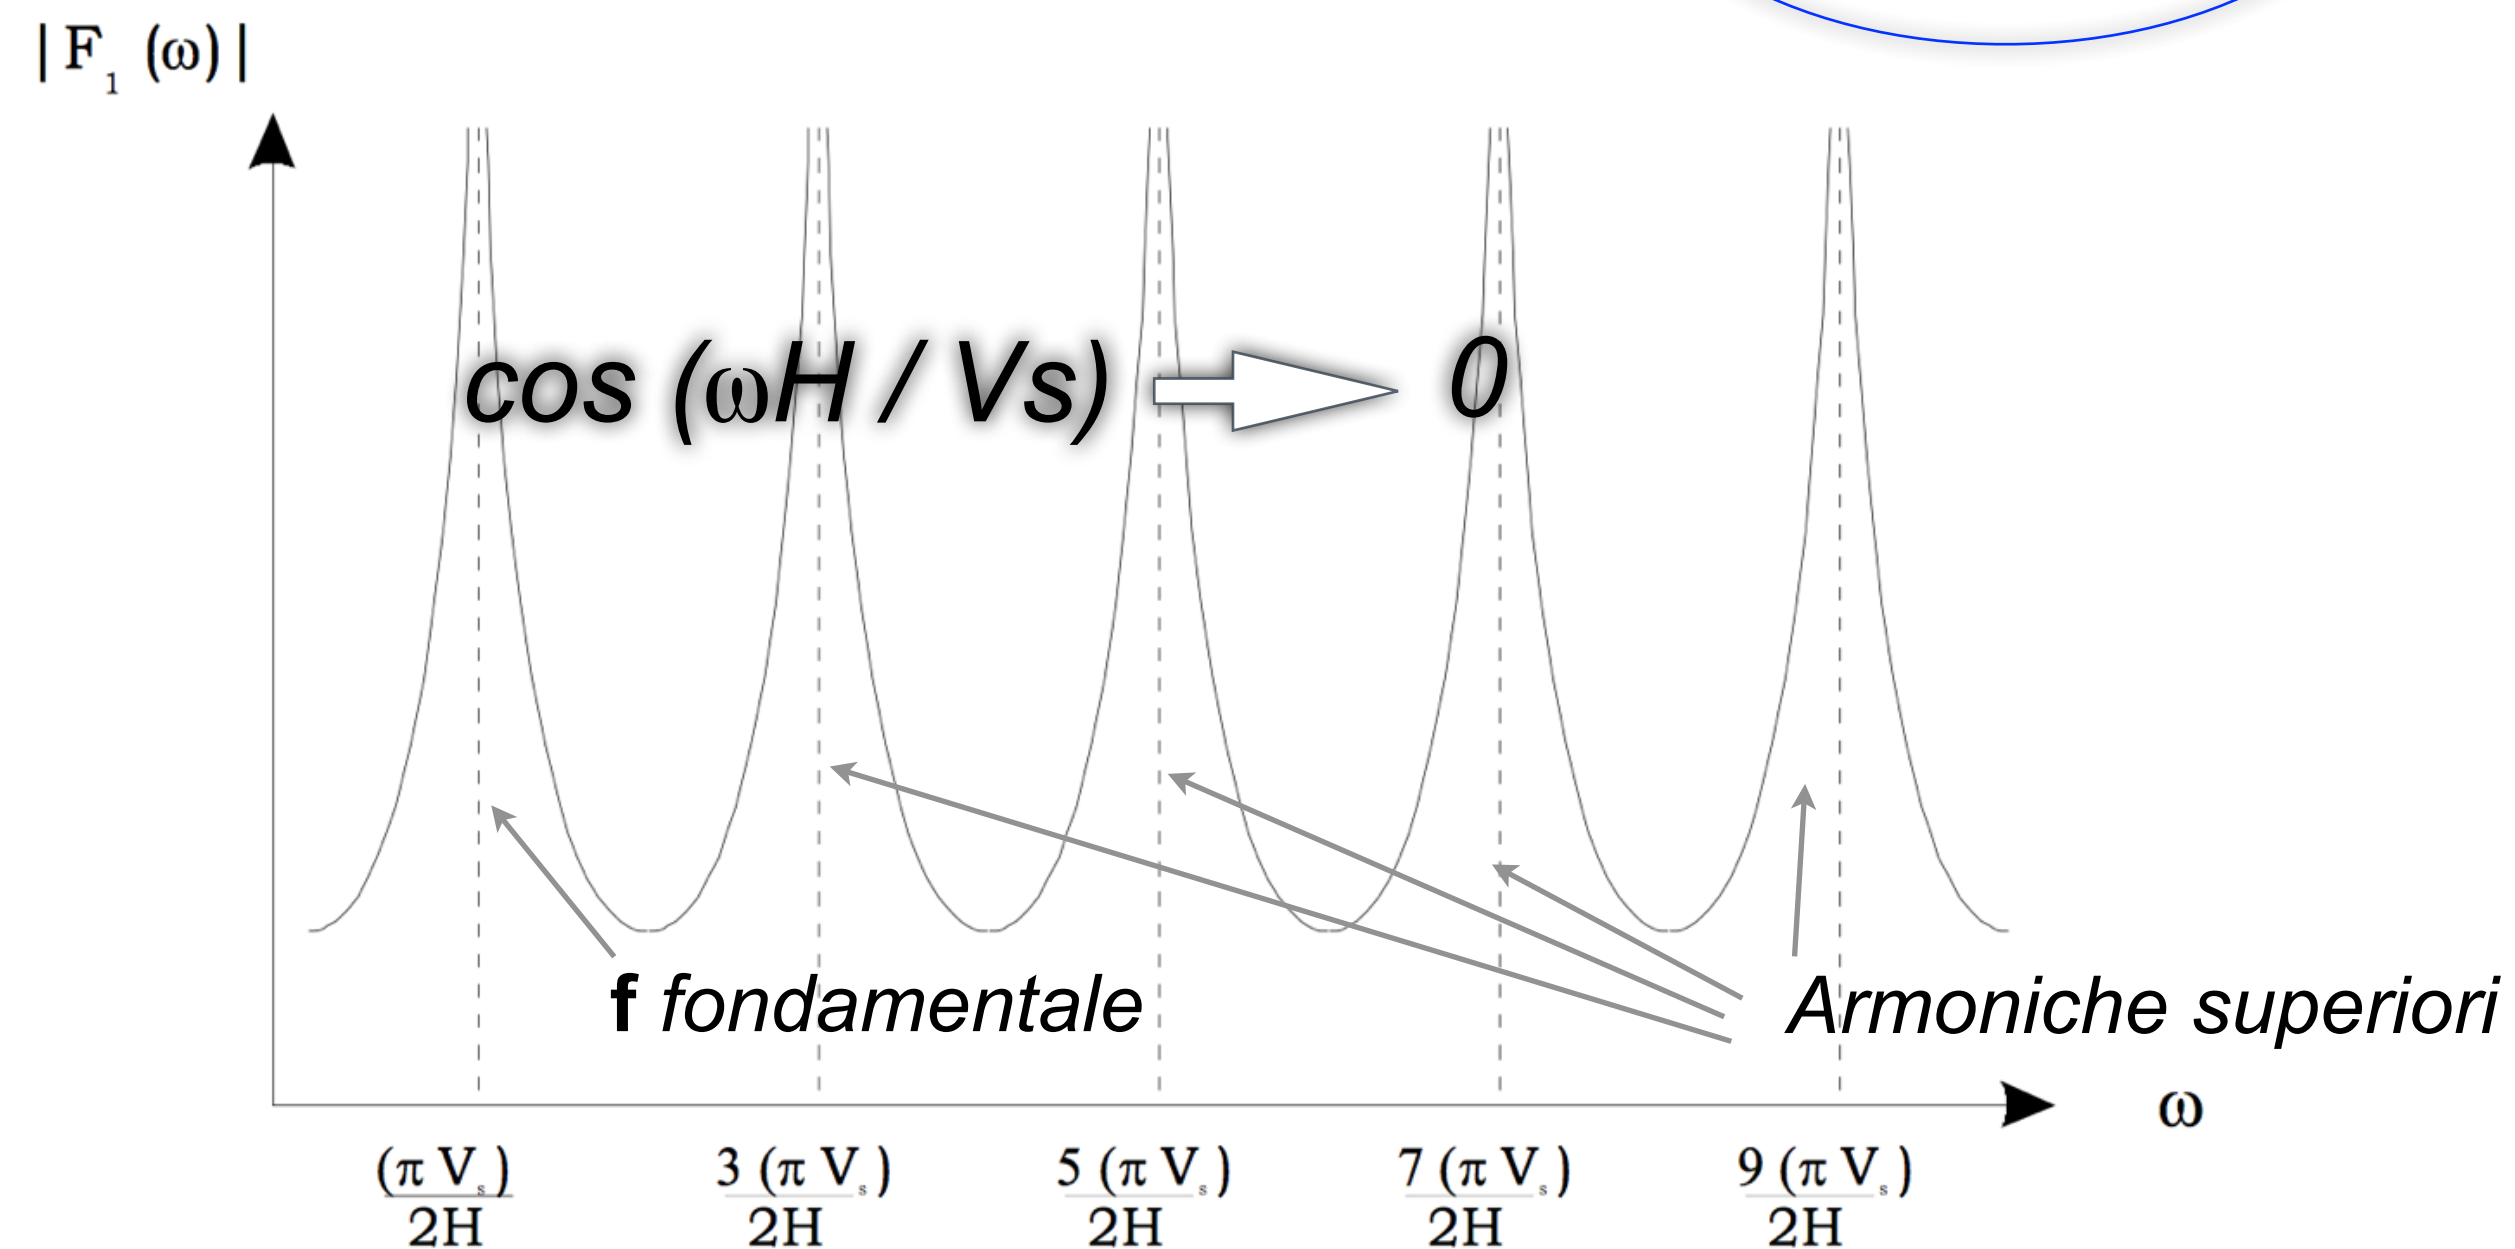 | F₁ (ω) |
cos (ωH / Vs) 0
f fondamentale
Armoniche superiori
ω
(π Vₛ) 3 (π Vₛ) 5 (π Vₛ) 7 (π Vₛ) 9 (π Vₛ)
2H 2H 2H 2H 2H